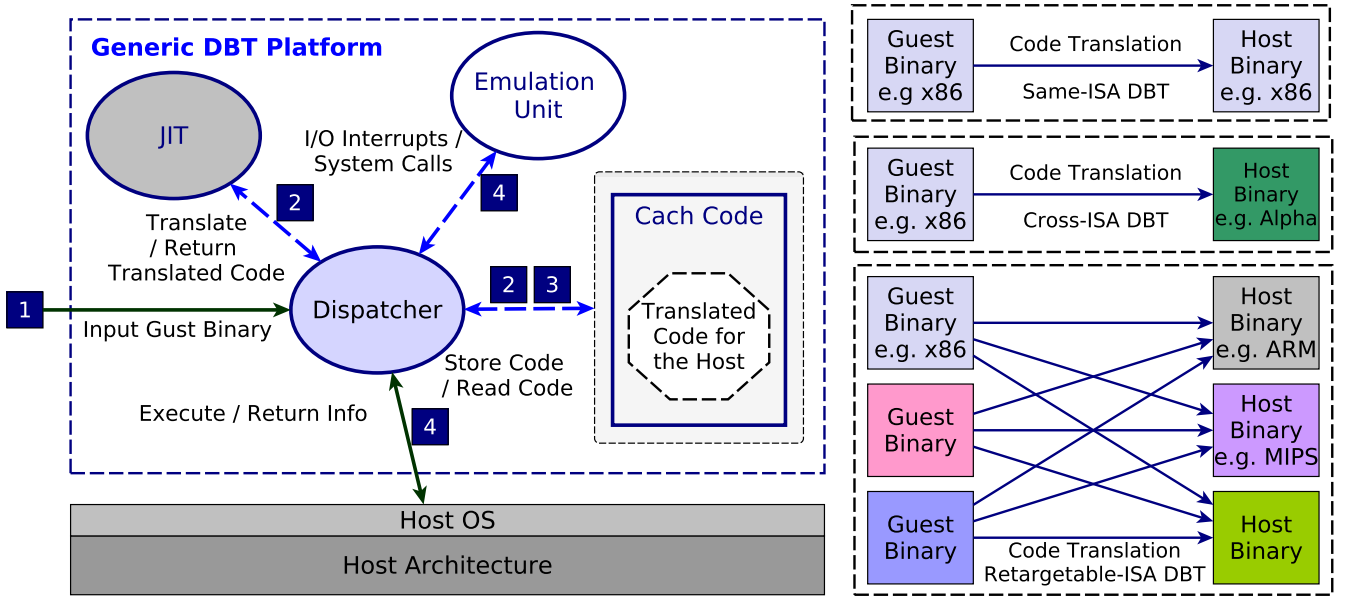 Generic DBT Platform
JIT
Emulation
Unit
I/O Interrupts /
System Calls
2
4
Translate
/ Return
Translated Code
Cach Code
Translated
Code for
the Host
1
Input Gust Binary
Dispatcher
2
3
Store Code
/ Read Code
Execute / Return Info
4
Host OS
Host Architecture
Guest
Binary
e.g x86
Code Translation
Same-ISA DBT
Host
Binary
e.g. x86
Guest
Binary
e.g. x86
Code Translation
Cross-ISA DBT
Host
Binary
e.g. Alpha
Guest
Binary
e.g. x86
Host
Binary
e.g. ARM
Guest
Binary
Host
Binary
e.g. MIPS
Guest
Binary
Host
Binary
Code Translation
Retargetable-ISA DBT